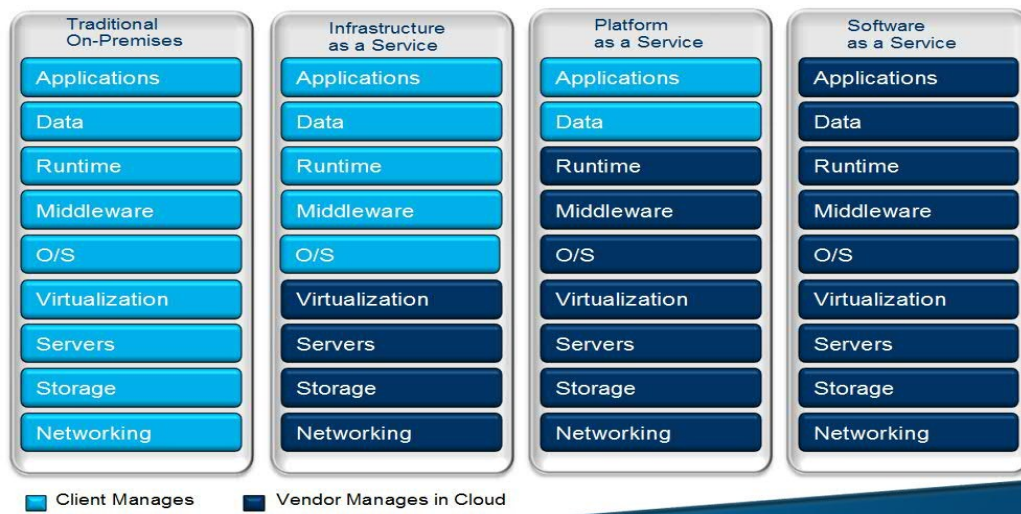 Traditional
On-Premises
Applications
Data
Runtime
Middleware
O/S
Virtualization
Servers
Storage
Networking
Infrastructure
as a Service
Applications
Data
Runtime
Middleware
O/S
Virtualization
Servers
Storage
Networking
Platform
as a Service
Applications
Data
Runtime
Middleware
O/S
Virtualization
Servers
Storage
Networking
Software
as a Service
Applications
Data
Runtime
Middleware
O/S
Virtualization
Servers
Storage
Networking
Client Manages
Vendor Manages in Cloud